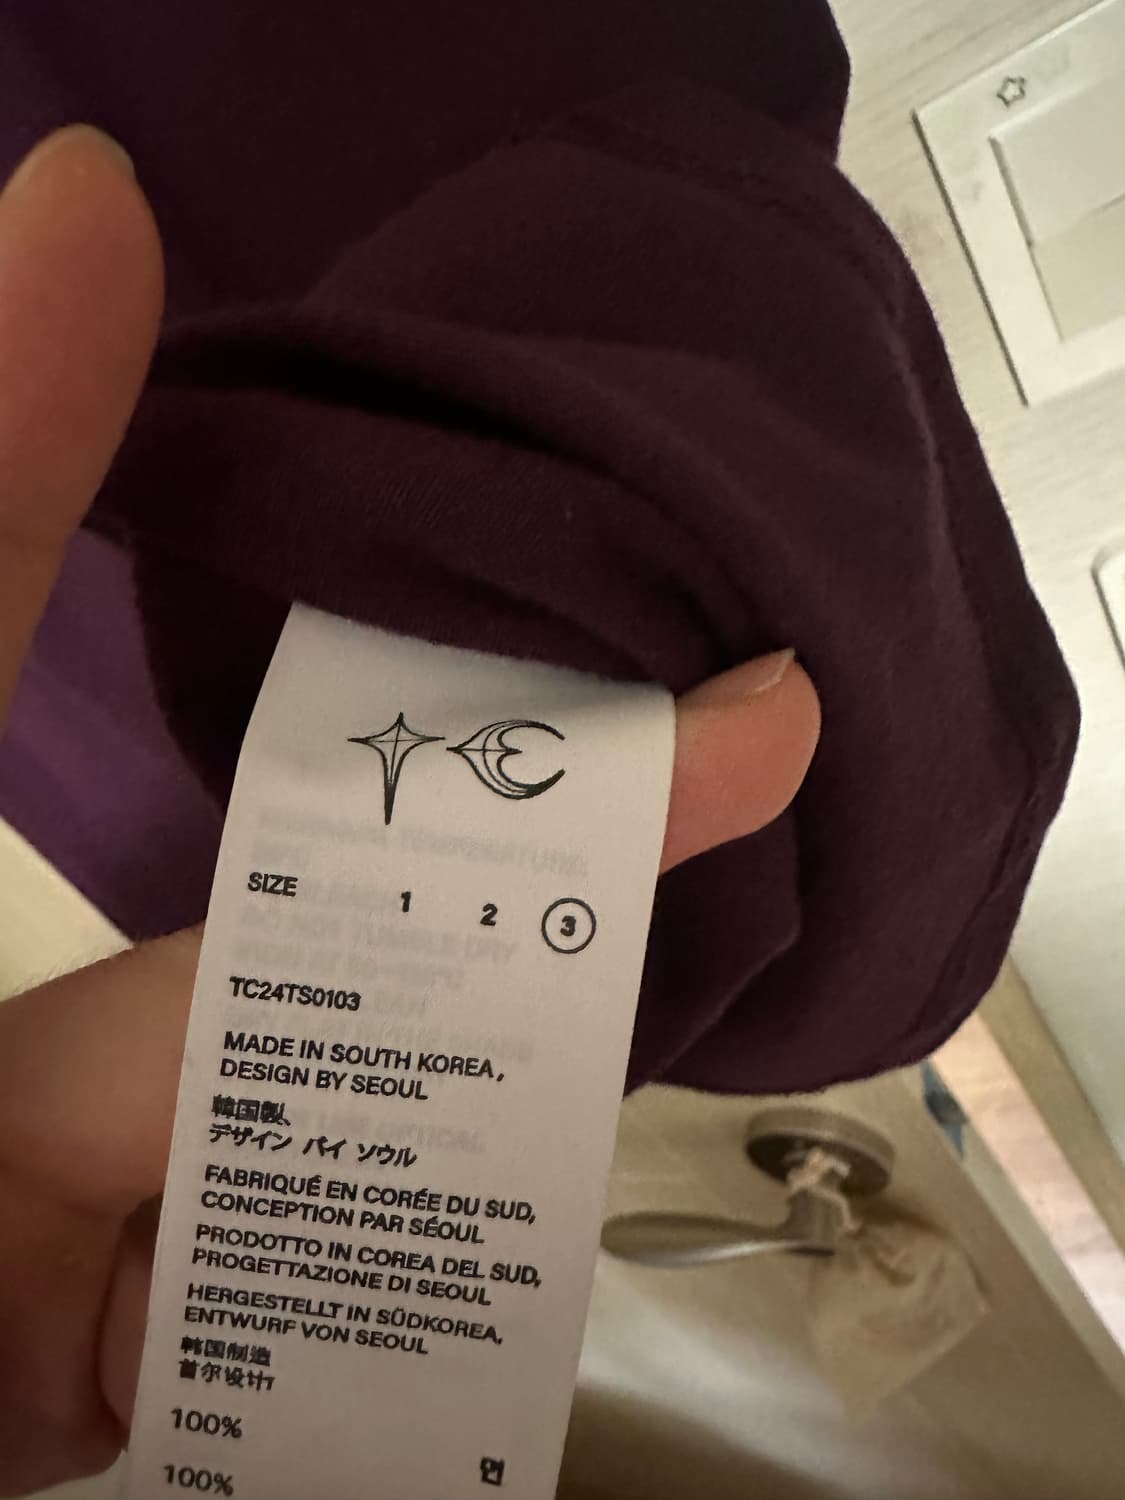 SIZE 1 2 3
TC24TS0103
MADE IN SOUTH KOREA,
DESIGN BY SEOUL
韓国製、
デザイン バイ ソウル
FABRIQUÉ EN CORÉE DU SUD,
CONCEPTION PAR SÉOUL
PRODOTTO IN COREA DEL SUD,
PROGETTAZIONE DI SEOUL
HERGESTELLT IN SÜDKOREA,
ENTWURF VON SEOUL
韩国制造
首尔设计
100%
100%